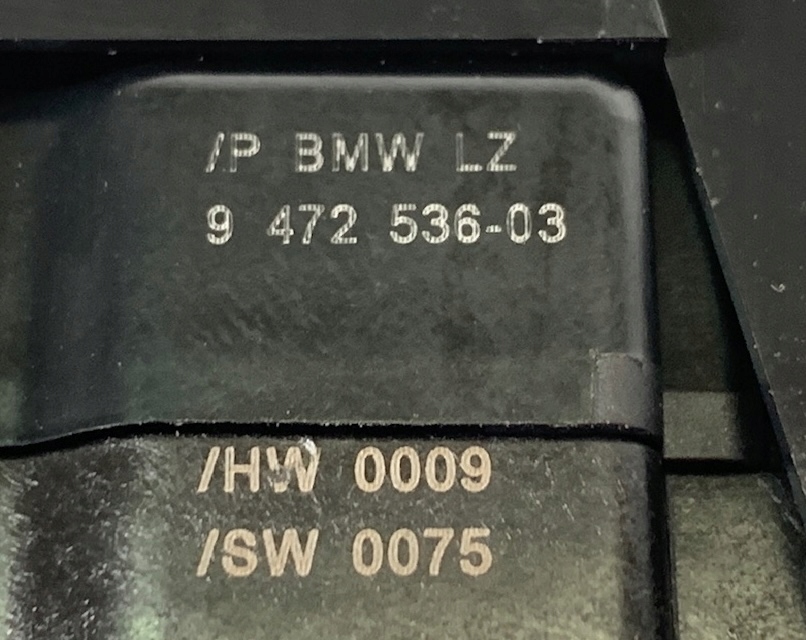 /P BMW LZ
9 472 536-03
/HW 0009
/SW 0075